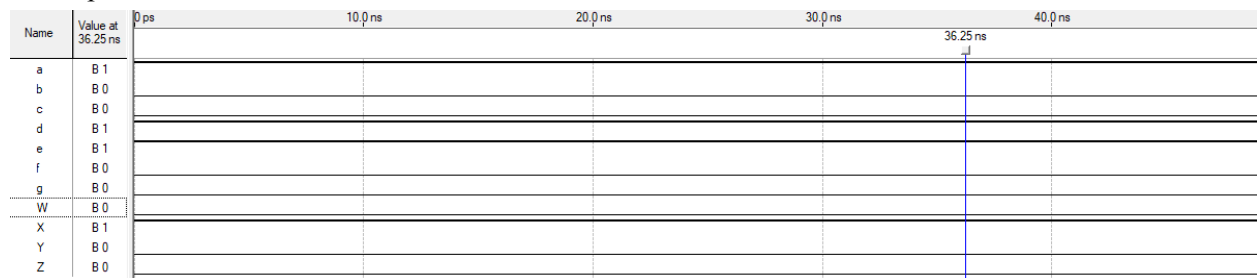 Name Value at 36.25 ns 0 ps 10.0 ns 20.0 ns 30.0 ns 40.0 ns
36.25 ns
a B 1
b B 0
c B 0
d B 1
e B 1
f B 0
g B 0
W B 0
X B 1
Y B 0
Z B 0